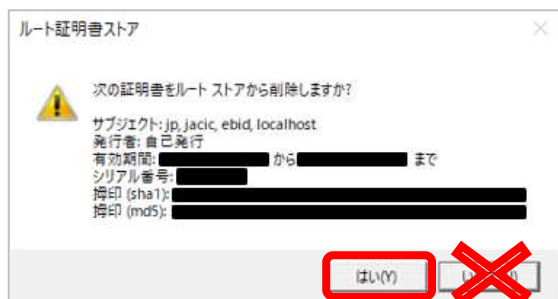 ルート証明書ストア
次の証明書をルート ストアから削除しますか?
サブジェクト: jp, jacic, ebid, localhost
発行者: 自己発行
有効期間: から まで
シリアル番号:
拇印 (sha1):
拇印 (md5):
はい(Y)